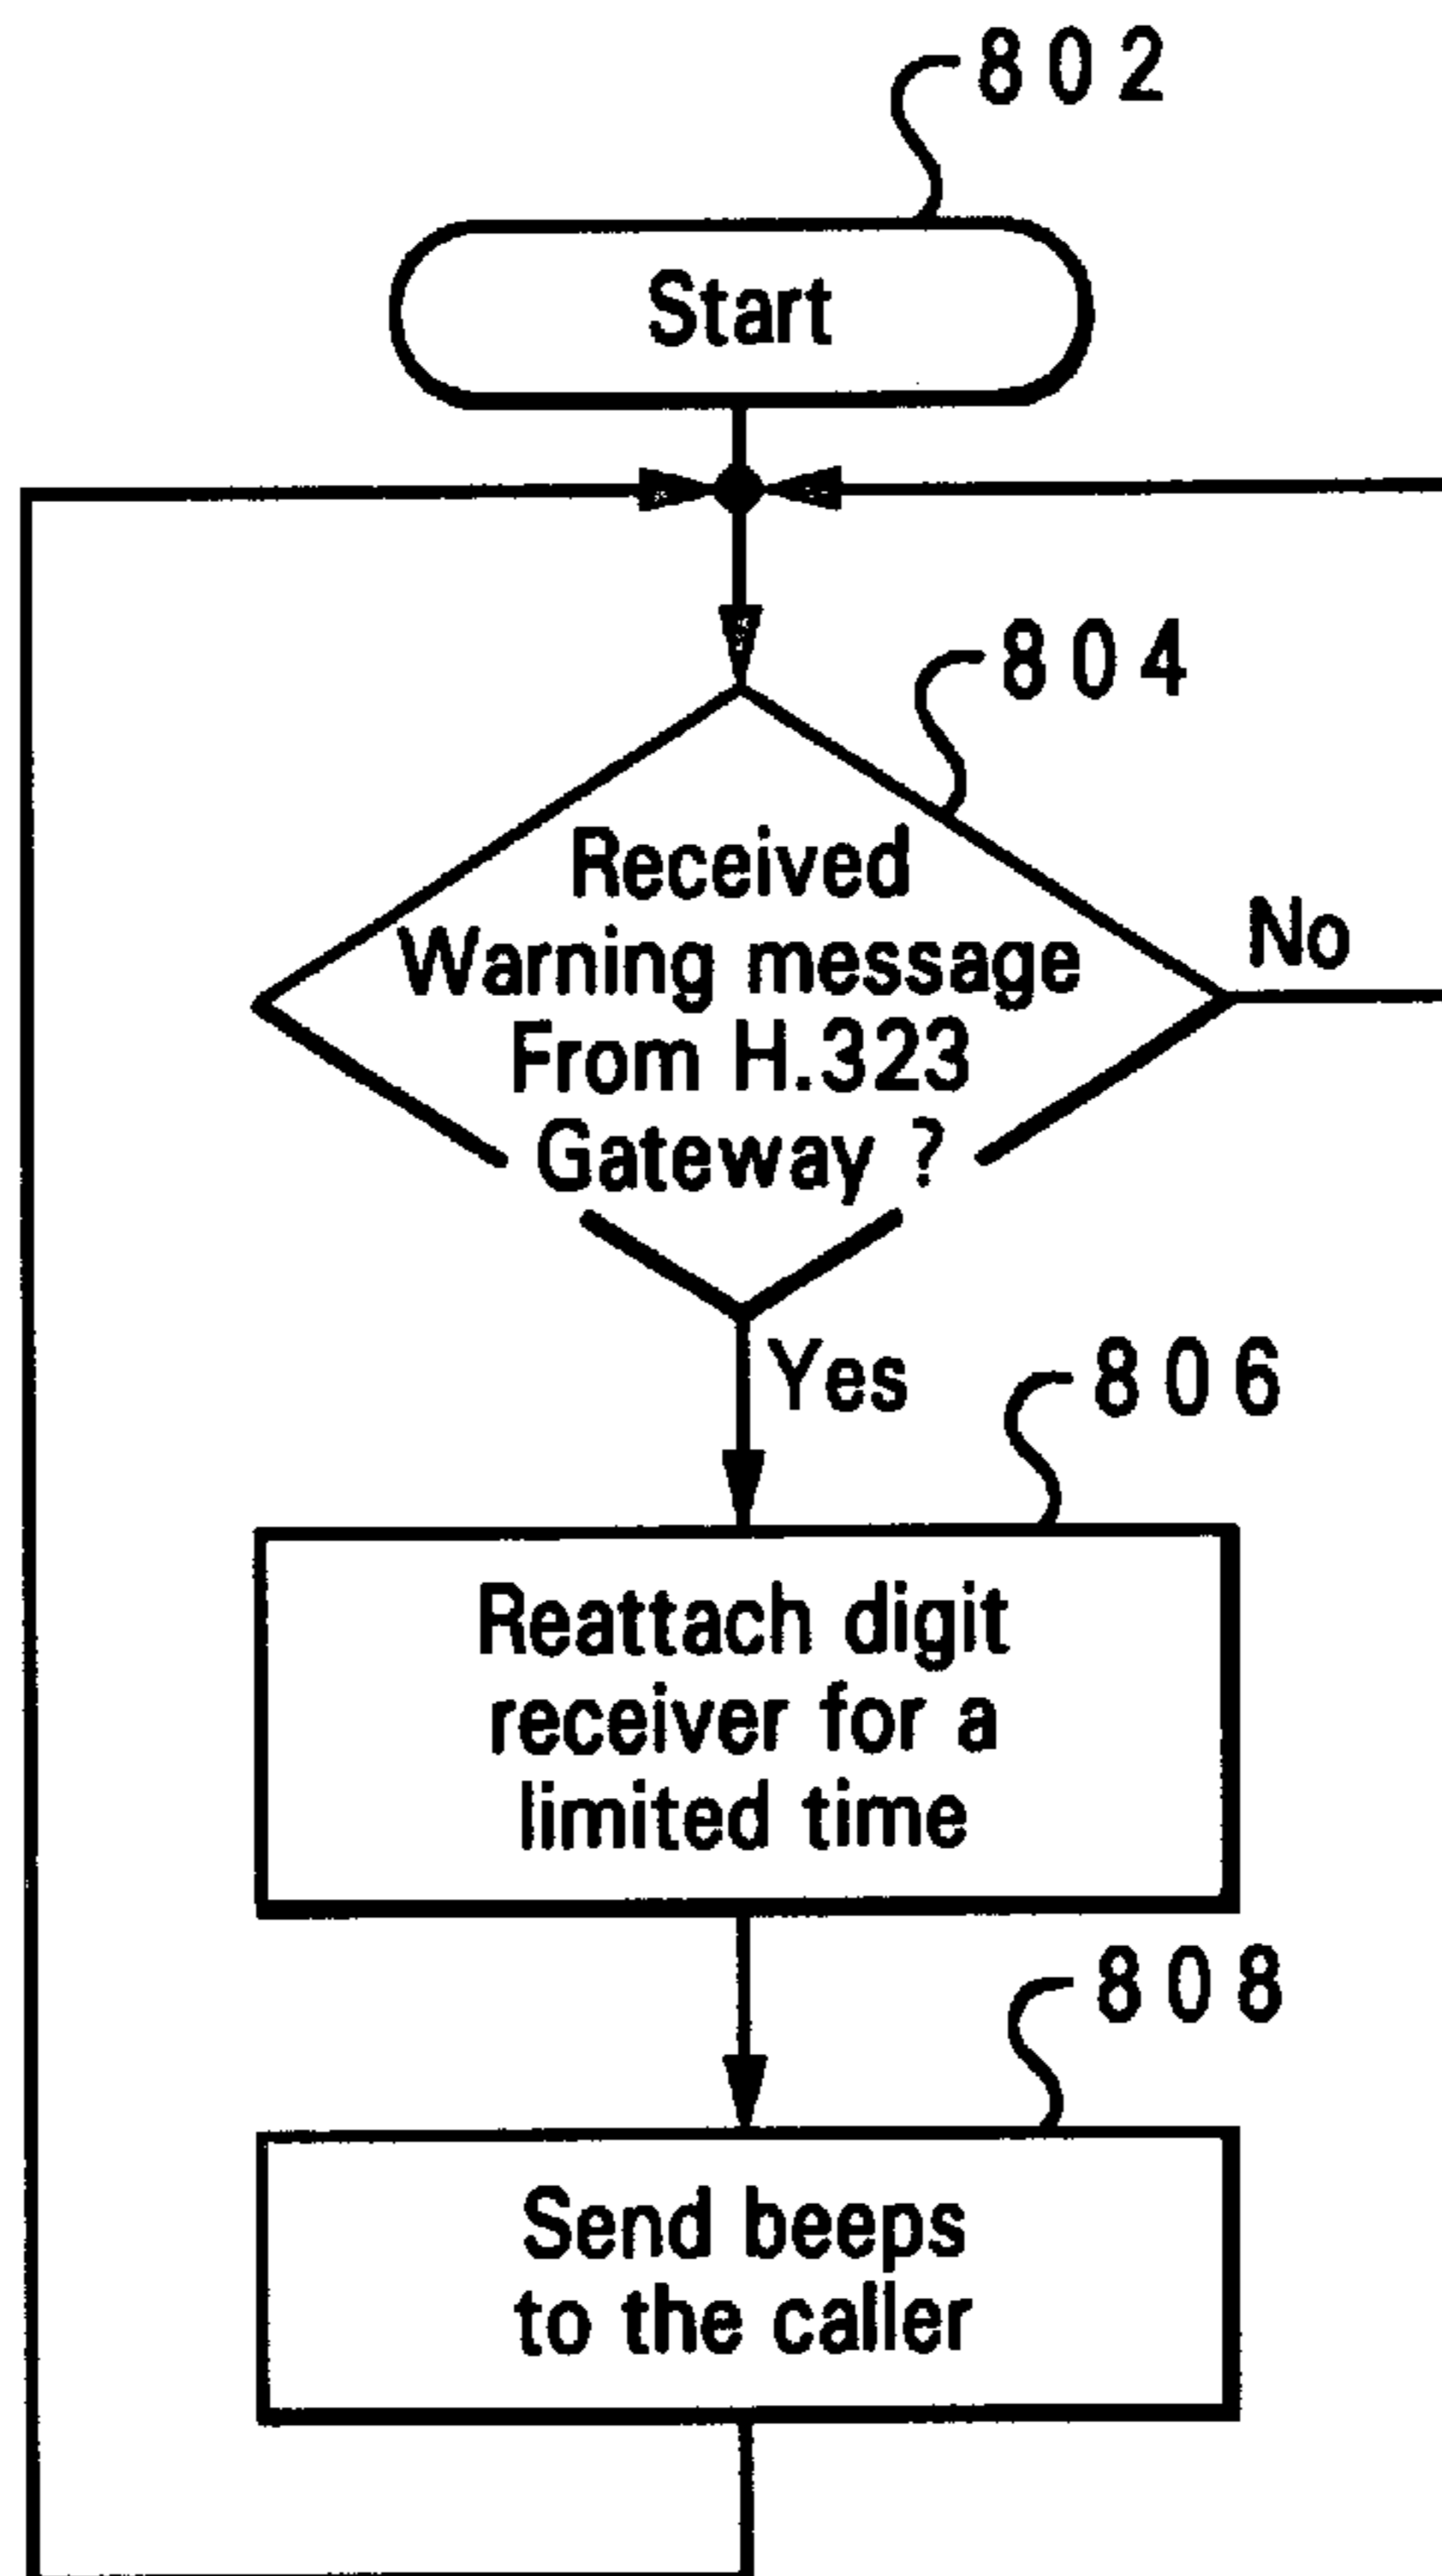 802
Start
804
Received
Warning message
From H.323
Gateway ?
No
Yes
806
Reattach digit
receiver for a
limited time
808
Send beeps
to the caller